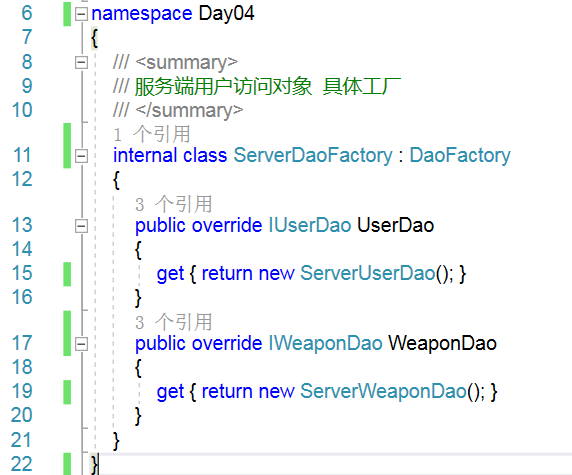 6 namespace Day04
7 {
8 /// <summary>
9 /// 服务端用户访问对象 具体工厂
10 /// </summary>
1 个引用
11 internal class ServerDaoFactory : DaoFactory
12 {
3 个引用
13 public override IUserDao UserDao
14 {
15 get { return new ServerUserDao(); }
16 }
3 个引用
17 public override IWeaponDao WeaponDao
18 {
19 get { return new ServerWeaponDao(); }
20 }
21 }
22 }